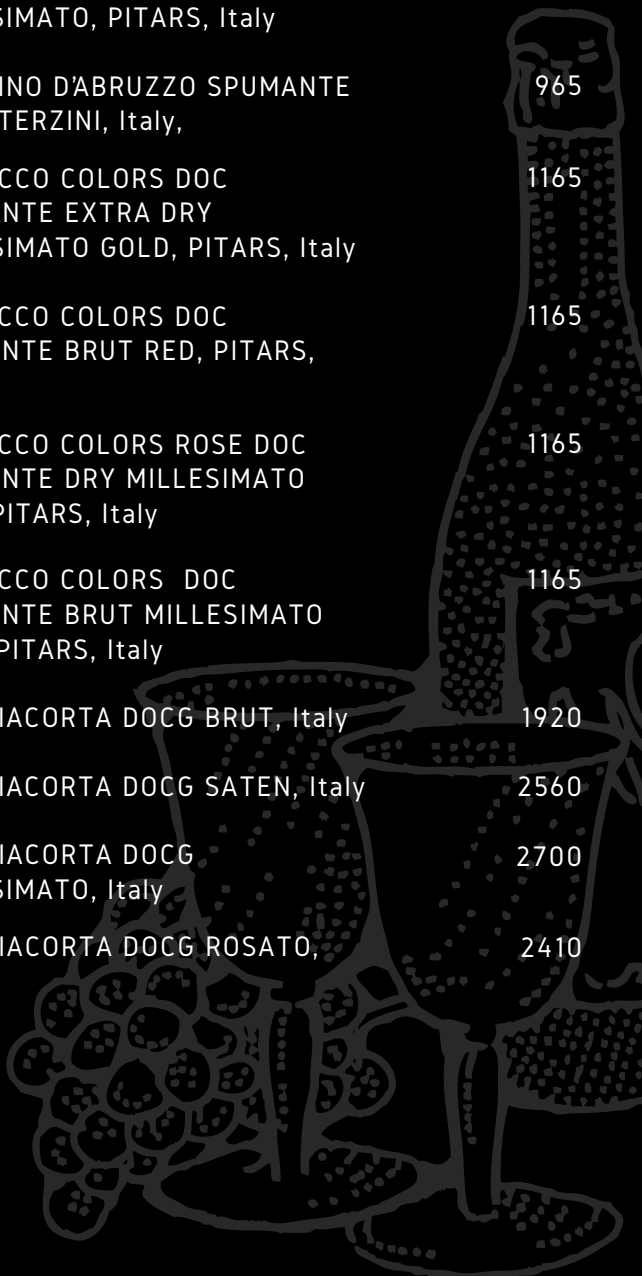 SIMATO, PITARS, Italy
INO D'ABRUZZO SPUMANTE 965
TERZINI, Italy,
CCO COLORS DOC 1165
NTE EXTRA DRY
SIMATO GOLD, PITARS, Italy
CCO COLORS DOC 1165
NTE BRUT RED, PITARS,
CCO COLORS ROSE DOC 1165
NTE DRY MILLESIMATO
PITARS, Italy
CCO COLORS DOC 1165
NTE BRUT MILLESIMATO
PITARS, Italy
IACORTA DOCG BRUT, Italy 1920
IACORTA DOCG SATEN, Italy 2560
IACORTA DOCG 2700
SIMATO, Italy
IACORTA DOCG ROSATO, 2410